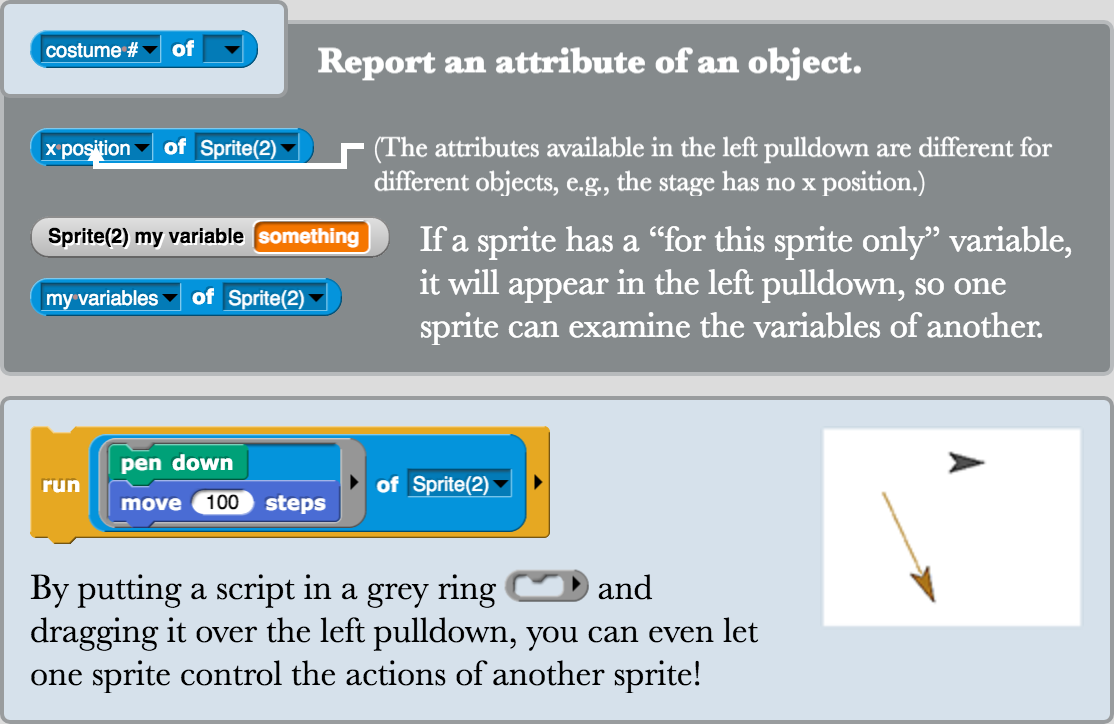 costume # of
Report an attribute of an object.
x position of Sprite(2)
(The attributes available in the left pulldown are different for
different objects, e.g., the stage has no x position.)
Sprite(2) my variable something
my variables of Sprite(2)
If a sprite has a “for this sprite only” variable,
it will appear in the left pulldown, so one
sprite can examine the variables of another.
run pen down of Sprite(2)
move 100 steps
By putting a script in a grey ring and
dragging it over the left pulldown, you can even let
one sprite control the actions of another sprite!